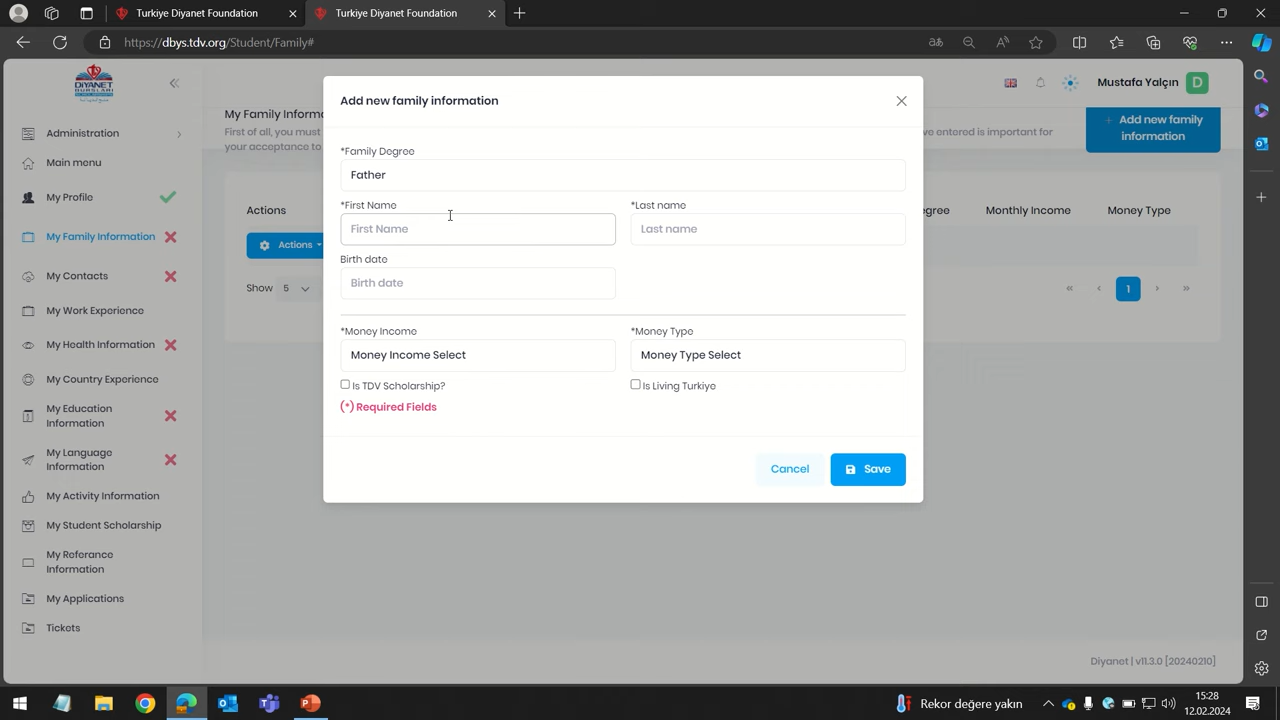 Turkiye Diyanet Foundation
Turkiye Diyanet Foundation
https://dbys.tdv.org/Student/Family#
DİYANET
BURSLARI
Mustafa Yalçın
D
Administration
Main menu
My Profile
My Family Information
My Contacts
My Work Experience
My Health Information
My Country Experience
My Education
Information
My Language
Information
My Activity Information
My Student Scholarship
My Referance
Information
My Applications
Tickets
My Family Informa
First of all, you must
your acceptance to
ve entered is important for
+ Add new family
information
Actions
egree
Monthly Income
Money Type
Actions
Show
5
«
‹
1
›
»
Add new family information
*Family Degree
Father
*First Name
*Last name
First Name
Last name
Birth date
Birth date
*Money Income
*Money Type
Money Income Select
Money Type Select
Is TDV Scholarship?
Is Living Turkiye
(*) Required Fields
Cancel
Save
Diyanet | v11.3.0 [20240210]
Rekor değere yakın
15:28
12.02.2024